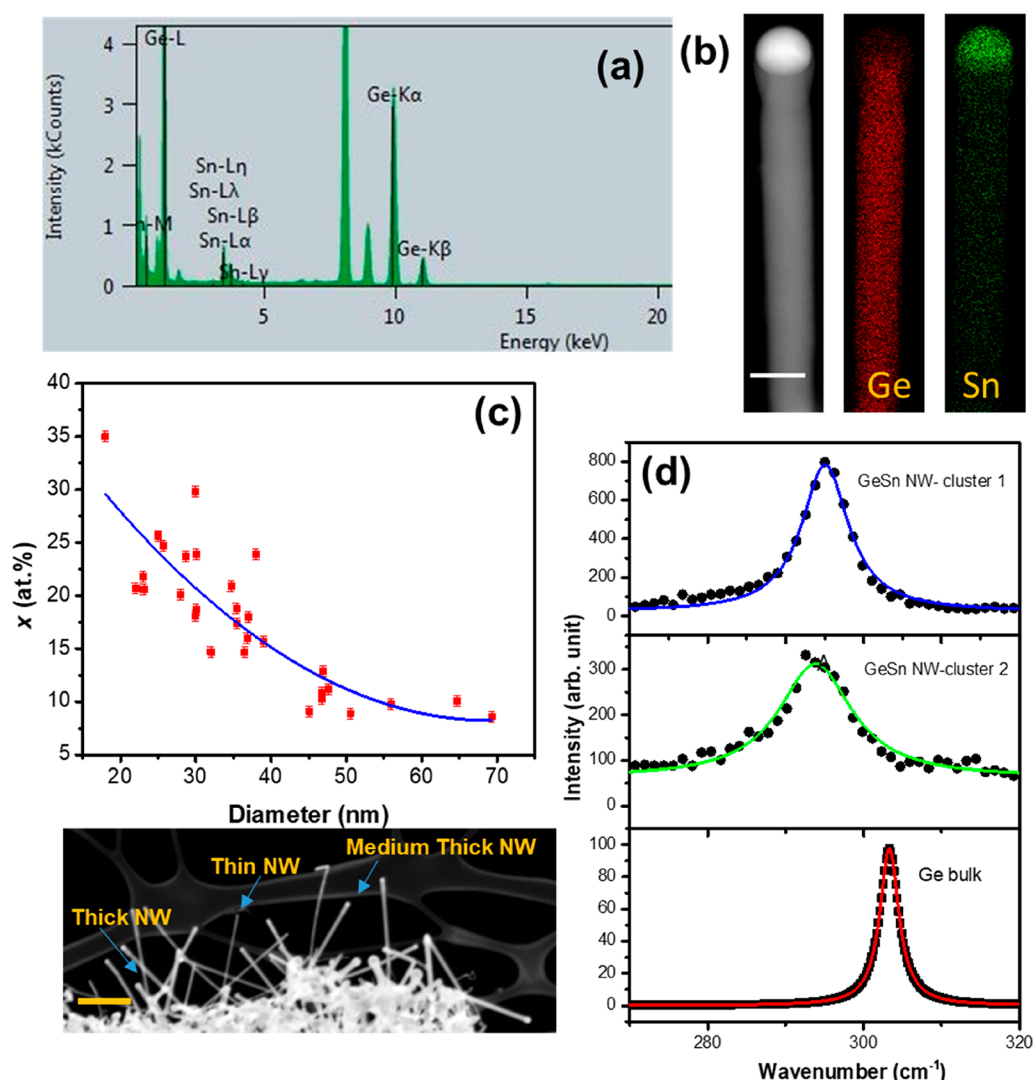 (a)
Intensity (kCounts)
4
3
2
1
0
Ge-L
Sn-Lη
Sn-Lλ
Sn-Lβ
n-M
Sn-Lα
Sn-Lγ
Ge-Kα
Ge-Kβ
5
10
15
20
Energy (keV)
(b)
Ge
Sn
(c)
x (at.%)
40
35
30
25
20
15
10
5
20
30
40
50
60
70
Diameter (nm)
Thick NW
Thin NW
Medium Thick NW
(d)
Intensity (arb. unit)
GeSn NW- cluster 1
800
600
400
200
0
A
GeSn NW-cluster 2
300
200
100
0
Ge bulk
100
80
60
40
20
0
280
300
320
Wavenumber (cm⁻¹)